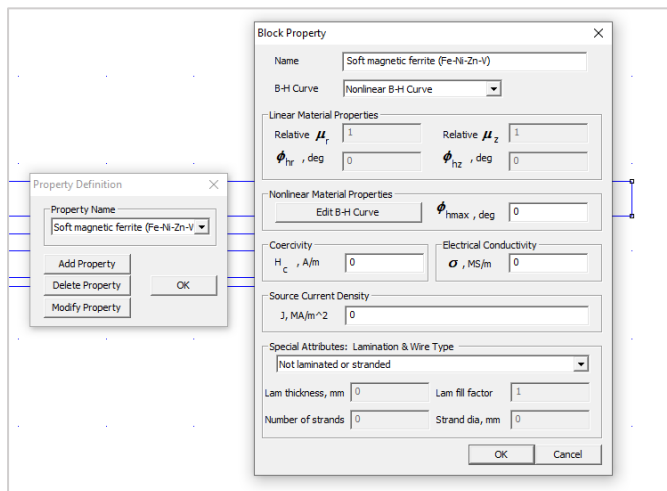 Block Property
Name Soft magnetic ferrite (Fe-Ni-Zn-V)
B-H Curve Nonlinear B-H Curve
Linear Material Properties
Relative μr 1 Relative μz 1
ϕhr , deg 0 ϕhz , deg 0
Nonlinear Material Properties
Edit B-H Curve ϕhmax , deg 0
Coercivity
Hc , A/m 0
Electrical Conductivity
σ , MS/m 0
Source Current Density
J, MA/m^2 0
Special Attributes: Lamination & Wire Type
Not laminated or stranded
Lam thickness, mm 0 Lam fill factor 1
Number of strands 0 Strand dia, mm 0
OK Cancel
Property Definition
Property Name
Soft magnetic ferrite (Fe-Ni-Zn-V
Add Property
Delete Property OK
Modify Property